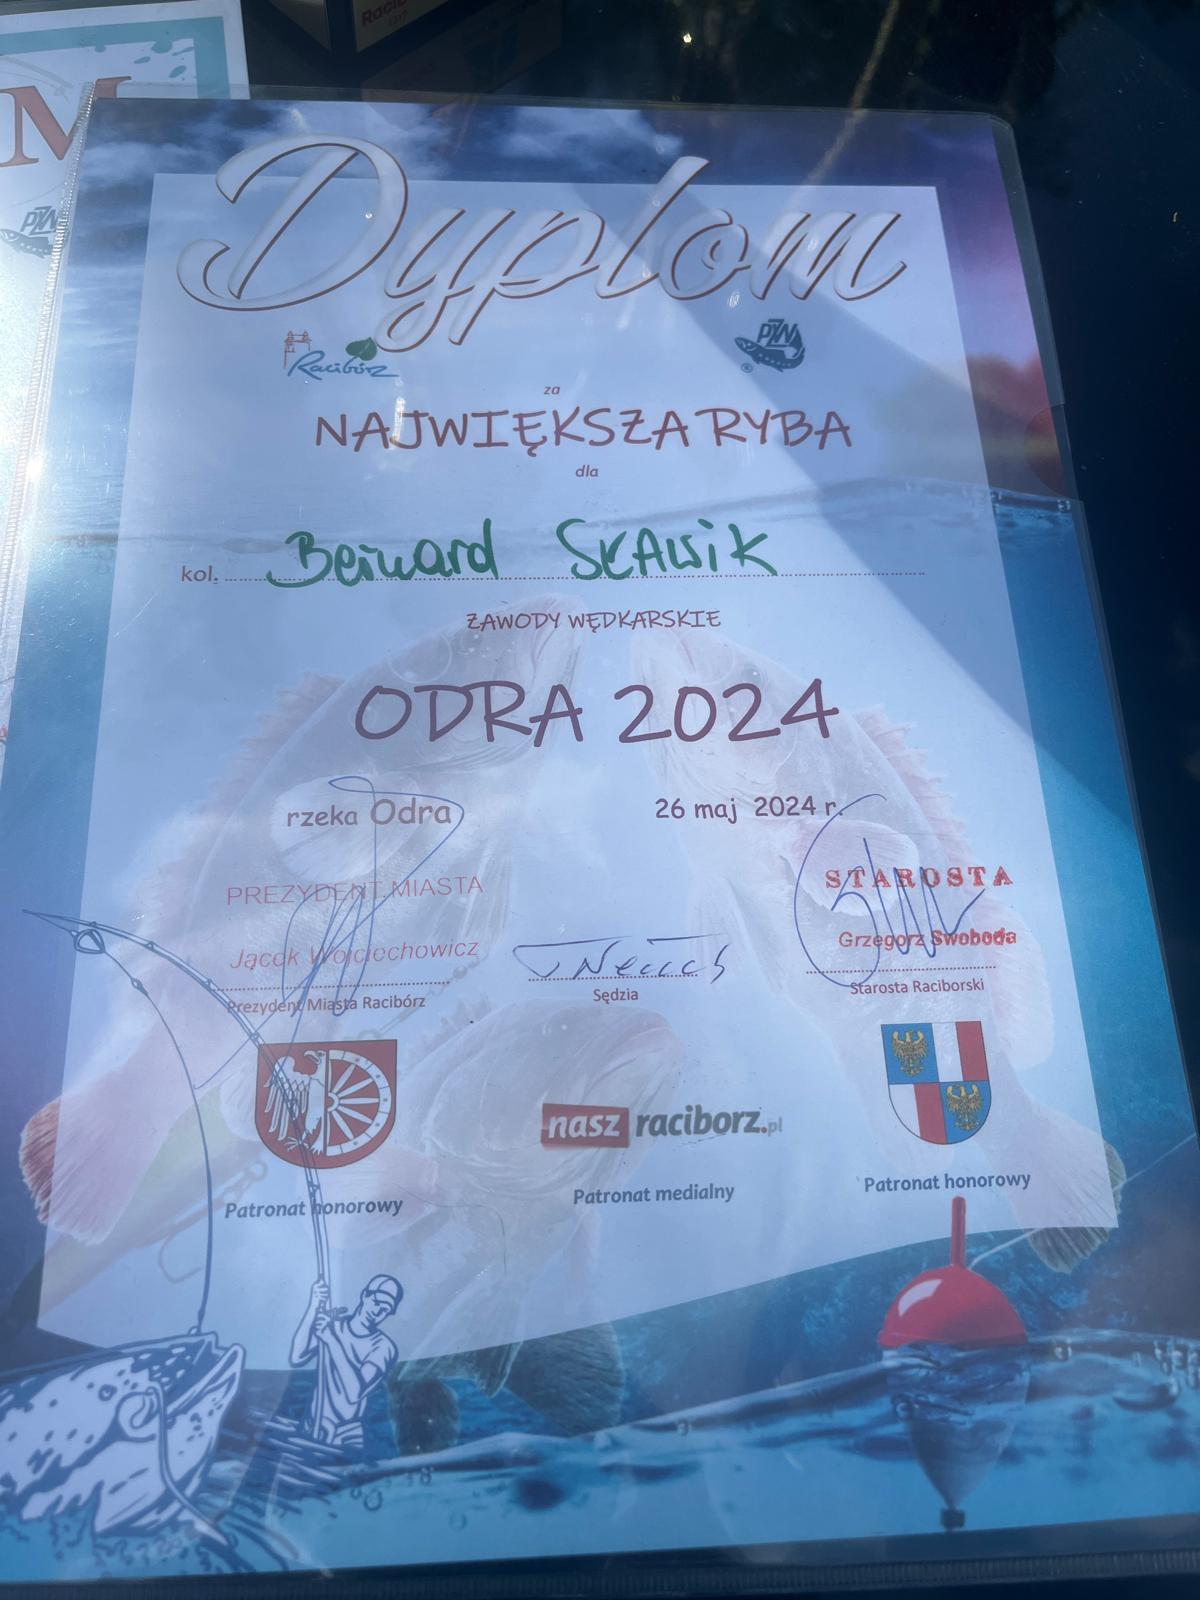 Dyplom
Racibórz
PZW
za
NAJWIĘKSZA RYBA
dla
kol. Bernard SKAWIK
ZAWODY WĘDKARSKIE
ODRA 2024
rzeka Odra
26 maj 2024 r.
PREZYDENT MIASTA
Jacek Wojciechowicz
Prezydent Miasta Racibórz
Sędzia
STAROSTA
Grzegorz Swoboda
Starosta Raciborski
nasz raciborz.pl
Patronat honorowy
Patronat medialny
Patronat honorowy
M
PZW